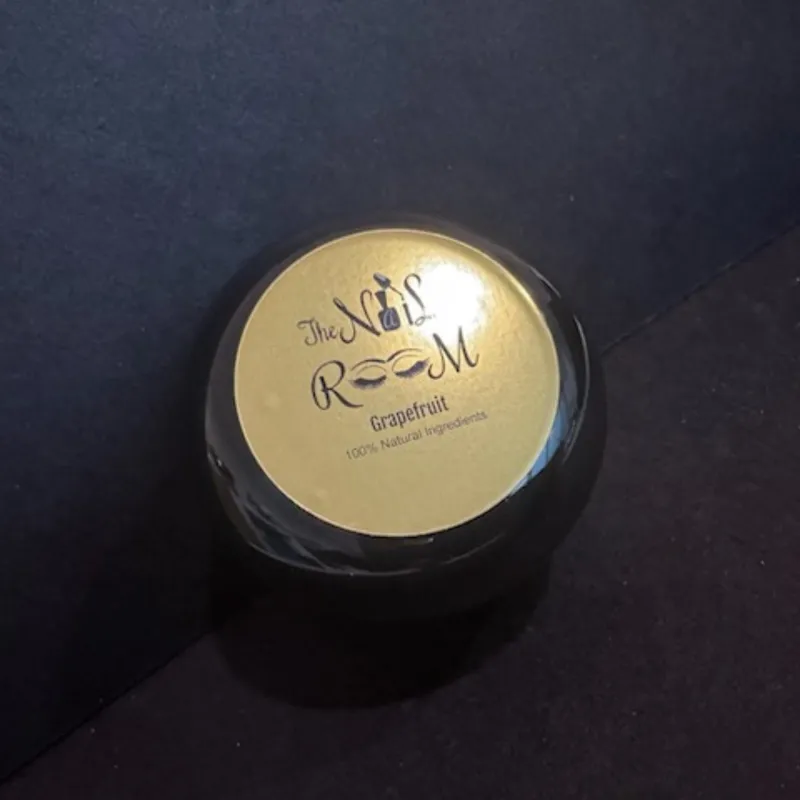 The Nail
RooM
Grapefruit
100% Natural Ingredients